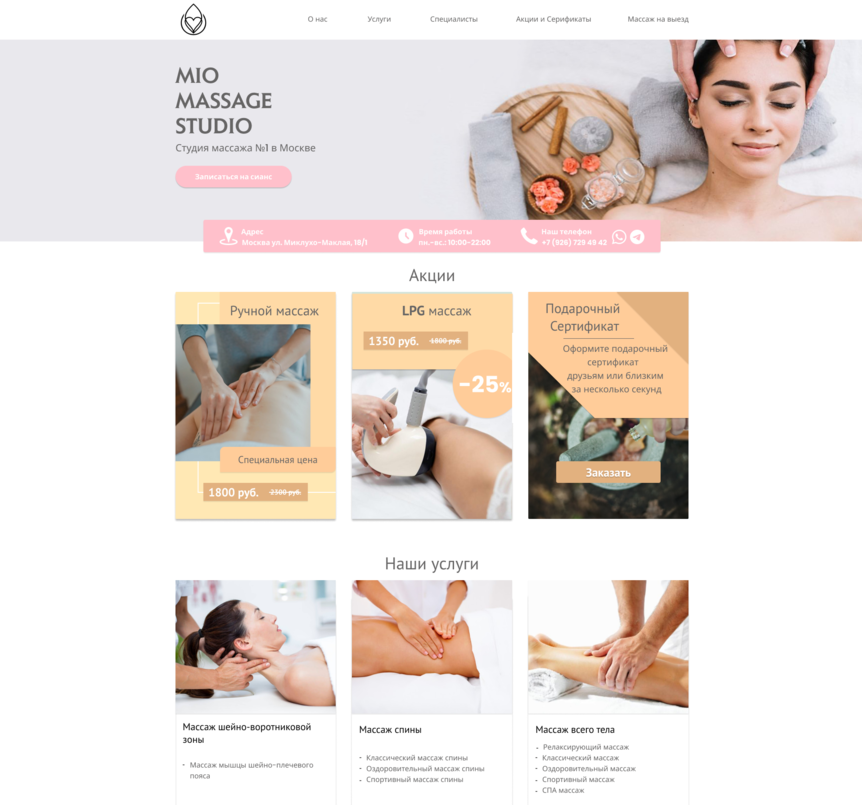 О нас
Услуги
Специалисты
Акции и Серификаты
Массаж на выезд
MIO
MASSAGE
STUDIO
Студия массажа №1 в Москве
Записаться на сианс
Адрес
Москва ул. Миклухо-Маклая, 18/1
Время работы
пн.-вс.: 10:00-22:00
Наш телефон
+7 (926) 729 49 42
Акции
Ручной массаж
Специальная цена
1800 руб. 2300 руб.
LPG массаж
1350 руб. 1800 руб.
-25%
Подарочный
Сертификат
Оформите подарочный
сертификат
друзьям или близким
за несколько секунд
Заказать
Наши услуги
Массаж шейно-воротниковой
зоны
- Массаж мышцы шейно-плечевого
пояса
Массаж спины
- Классический массаж спины
- Оздоровительный массаж спины
- Спортивный массаж спины
Массаж всего тела
- Релаксирующий массаж
- Классический массаж
- Оздоровительный массаж
- Спортивный массаж
- СПА массаж